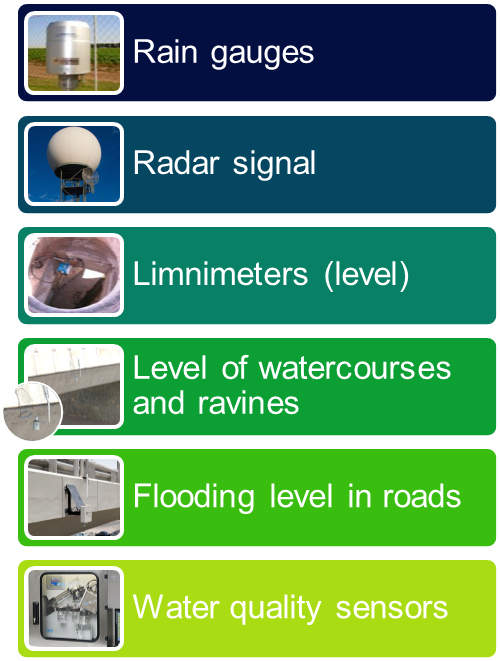 Rain gauges
Radar signal
Limnimeters (level)
Level of watercourses
and ravines
Flooding level in roads
Water quality sensors